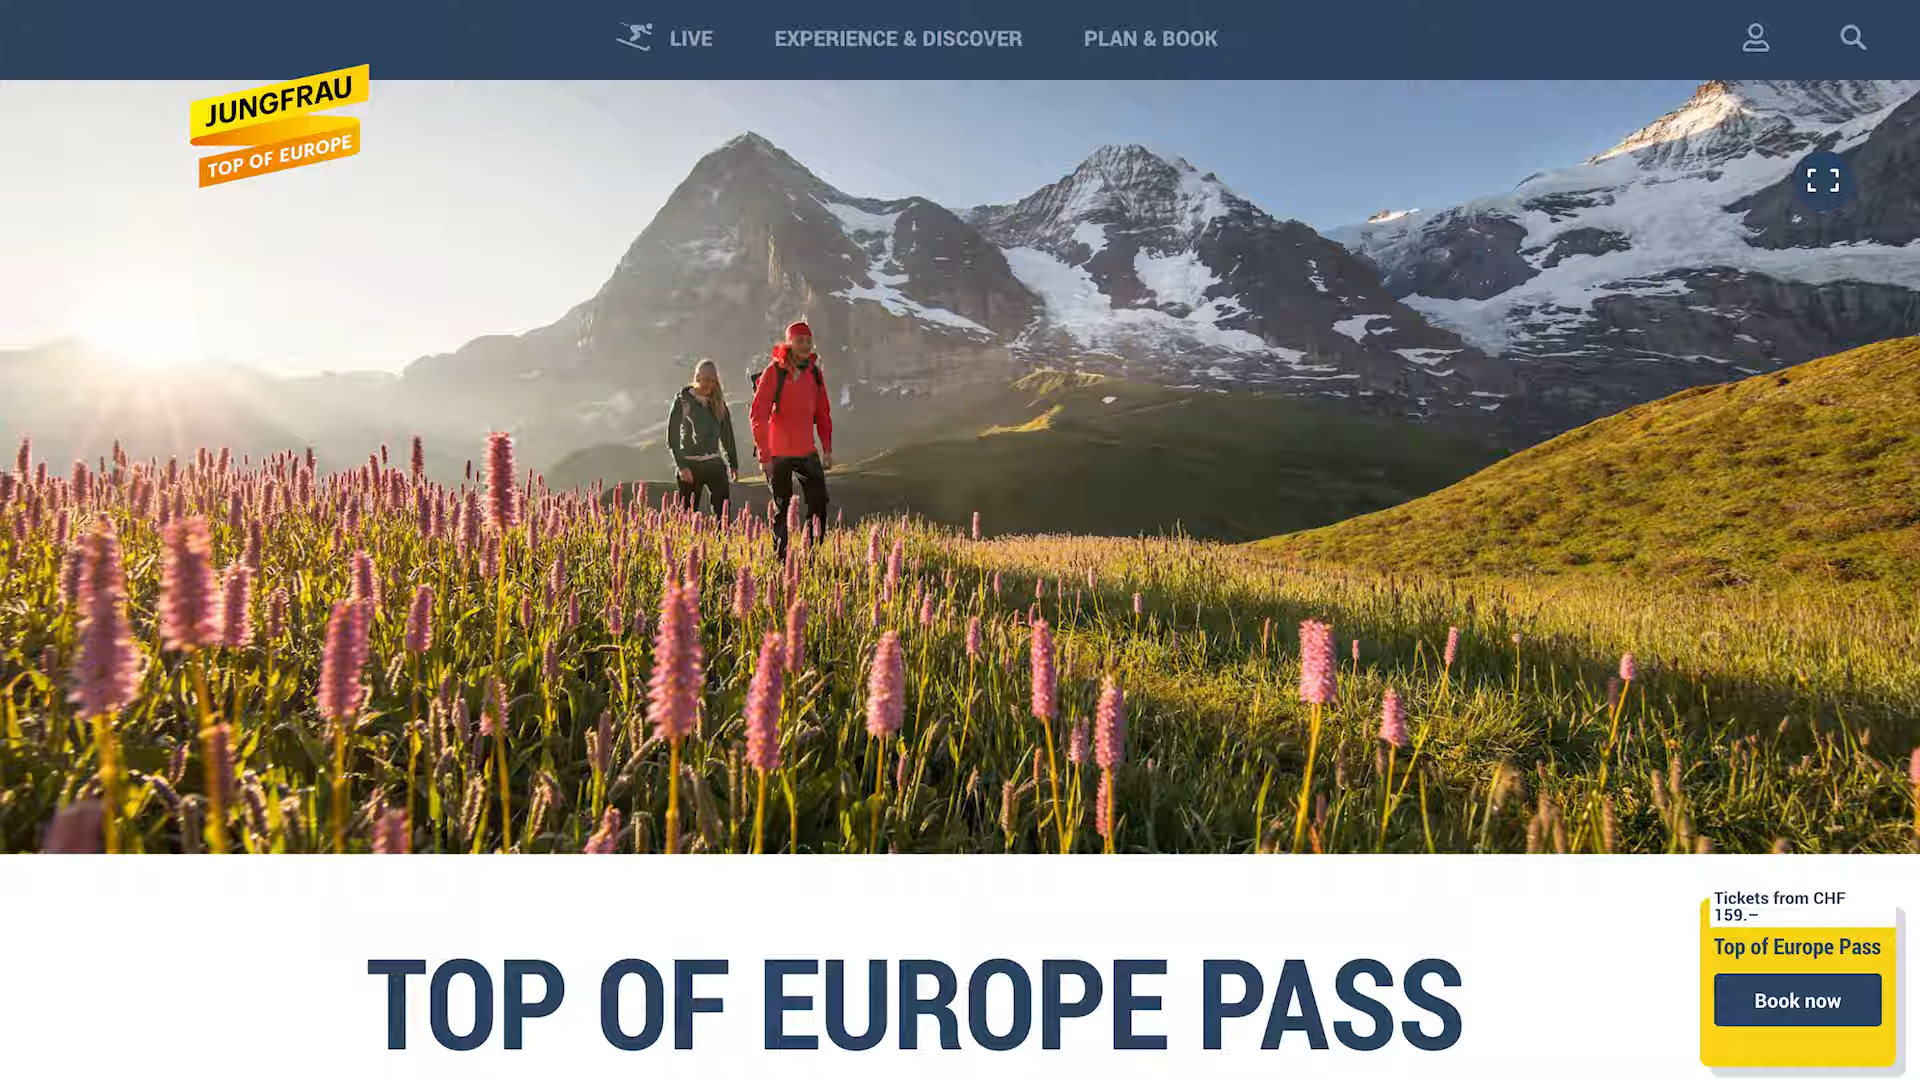 LIVE
EXPERIENCE & DISCOVER
PLAN & BOOK
JUNGFRAU
TOP OF EUROPE
TOP OF EUROPE PASS
Tickets from CHF
159.–
Top of Europe Pass
Book now